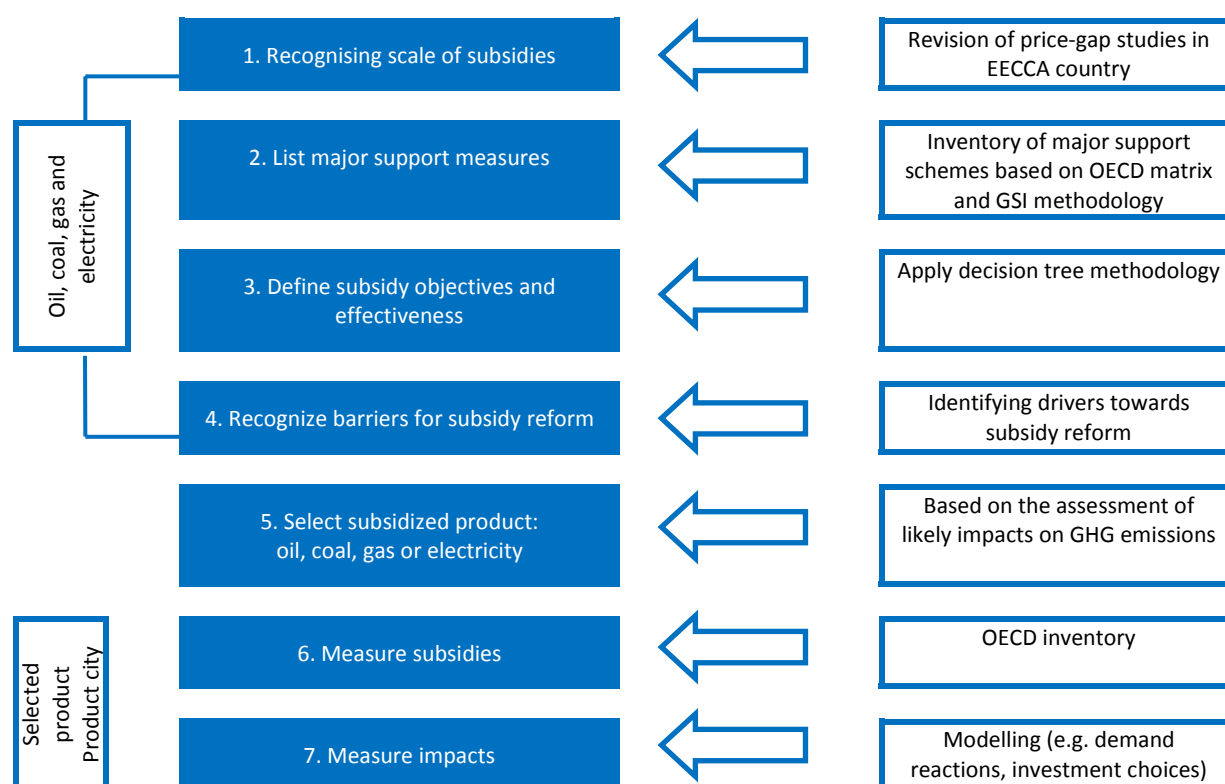 1. Recognising scale of subsidies
Revision of price-gap studies in
EECCA country
Oil, coal, gas and
electricity
2. List major support measures
Inventory of major support
schemes based on OECD matrix
and GSI methodology
3. Define subsidy objectives and
effectiveness
Apply decision tree methodology
4. Recognize barriers for subsidy reform
Identifying drivers towards
subsidy reform
5. Select subsidized product:
oil, coal, gas or electricity
Based on the assessment of
likely impacts on GHG emissions
Selected
product
Product city
6. Measure subsidies
OECD inventory
7. Measure impacts
Modelling (e.g. demand
reactions, investment choices)